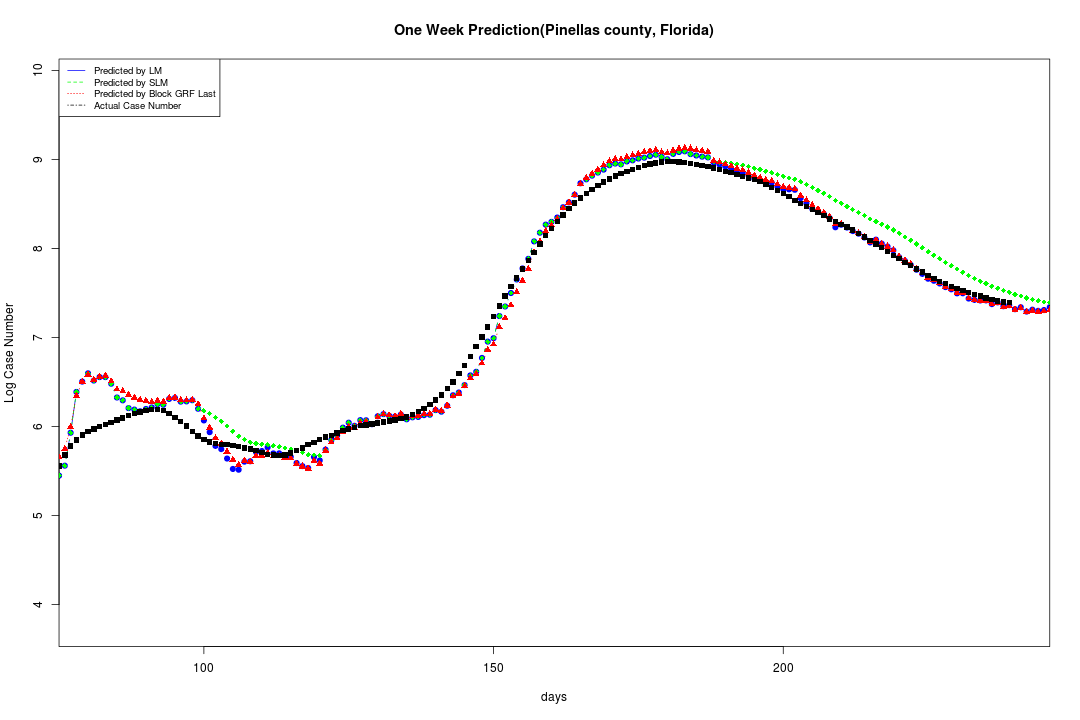 One Week Prediction(Pinellas county, Florida)
10
Predicted by LM
Predicted by SLM
Predicted by Block GRF Last
Actual Case Number
9
8
7
6
5
4
Log Case Number
100
150
200
days